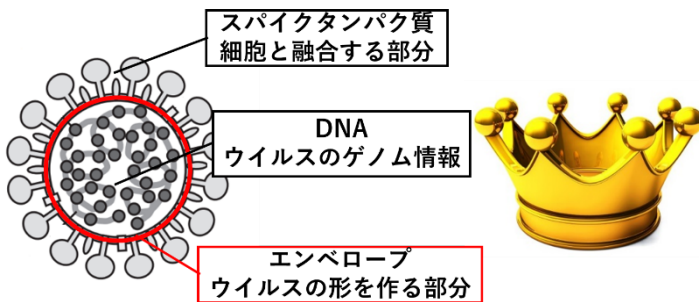 スパイクタンパク質
細胞と融合する部分
DNA
ウイルスのゲノム情報
エンベロープ
ウイルスの形を作る部分